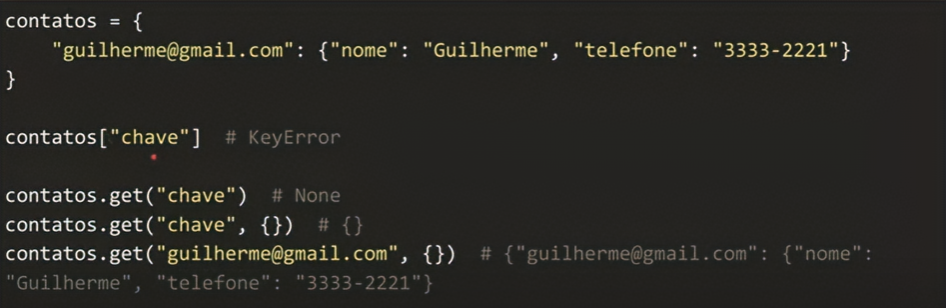 contatos = {
    "guilherme@gmail.com": {"nome": "Guilherme", "telefone": "3333-2221"}
}
contatos["chave"]  # KeyError
contatos.get("chave")  # None
contatos.get("chave", {})  # {}
contatos.get("guilherme@gmail.com", {})  # {"guilherme@gmail.com": {"nome":
"Guilherme", "telefone": "3333-2221"}